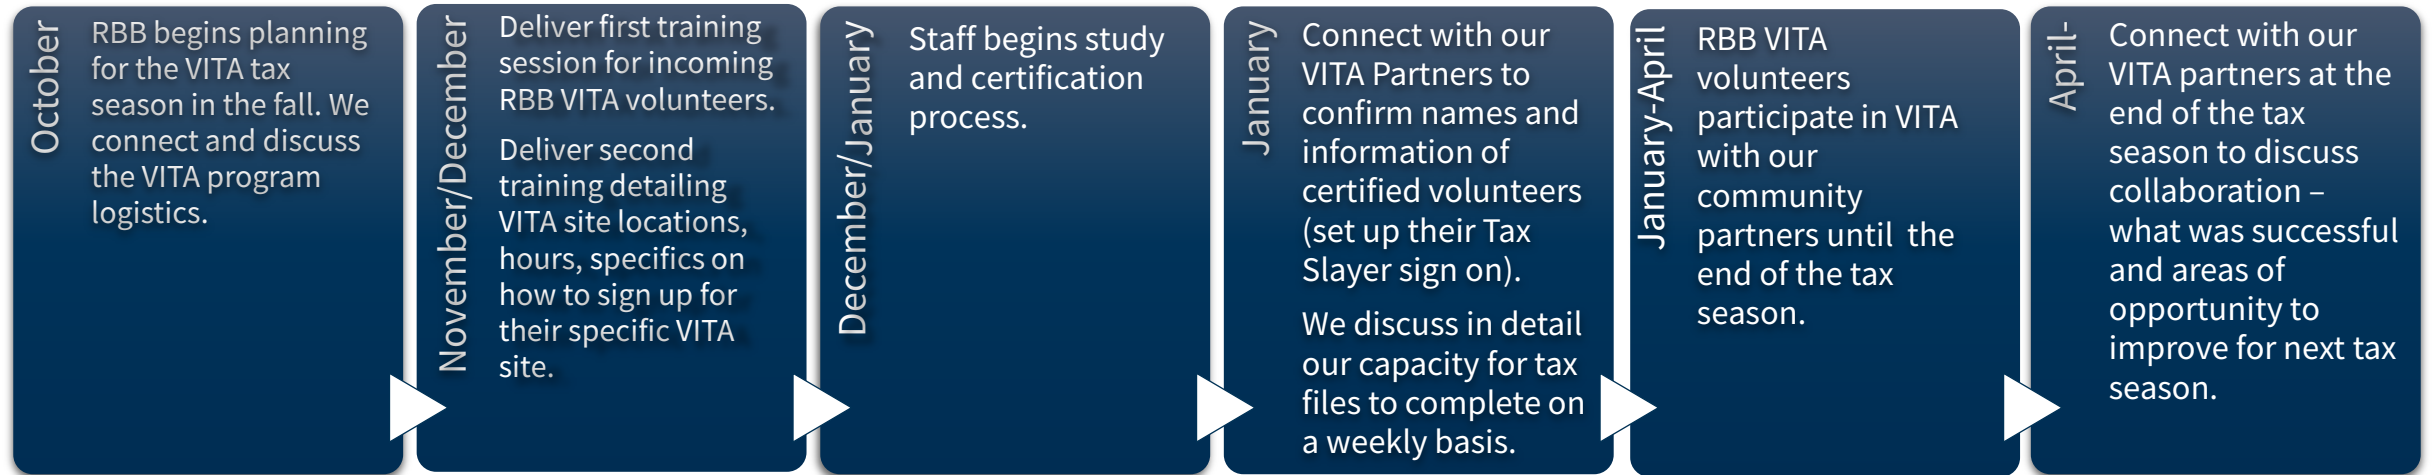 October
RBB begins planning
for the VITA tax
season in the fall. We
connect and discuss
the VITA program
logistics.
November/December
Deliver first training
session for incoming
RBB VITA volunteers.
Deliver second
training detailing
VITA site locations,
hours, specifics on
how to sign up for
their specific VITA
site.
December/January
Staff begins study
and certification
process.
January
Connect with our
VITA Partners to
confirm names and
information of
certified volunteers
(set up their Tax
Slayer sign on).
We discuss in detail
our capacity for tax
files to complete on
a weekly basis.
January-April
RBB VITA
volunteers
participate in VITA
with our
community
partners until  the
end of the tax
season.
April-
Connect with our
VITA partners at the
end of the tax
season to discuss
collaboration –
what was successful
and areas of
opportunity to
improve for next tax
season.